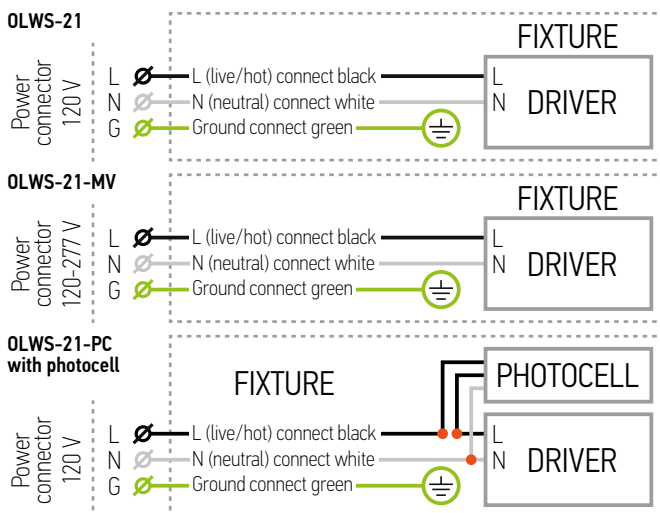 OLWS-21
FIXTURE
Power
connector
120 V
L
L (live/hot) connect black
L
N
N (neutral) connect white
N
DRIVER
G
Ground connect green
OLWS-21-MV
FIXTURE
Power
connector
120-277 V
L
L (live/hot) connect black
L
N
N (neutral) connect white
N
DRIVER
G
Ground connect green
OLWS-21-PC
with photocell
FIXTURE
PHOTOCELL
Power
connector
120 V
L
L (live/hot) connect black
L
N
N (neutral) connect white
N
DRIVER
G
Ground connect green